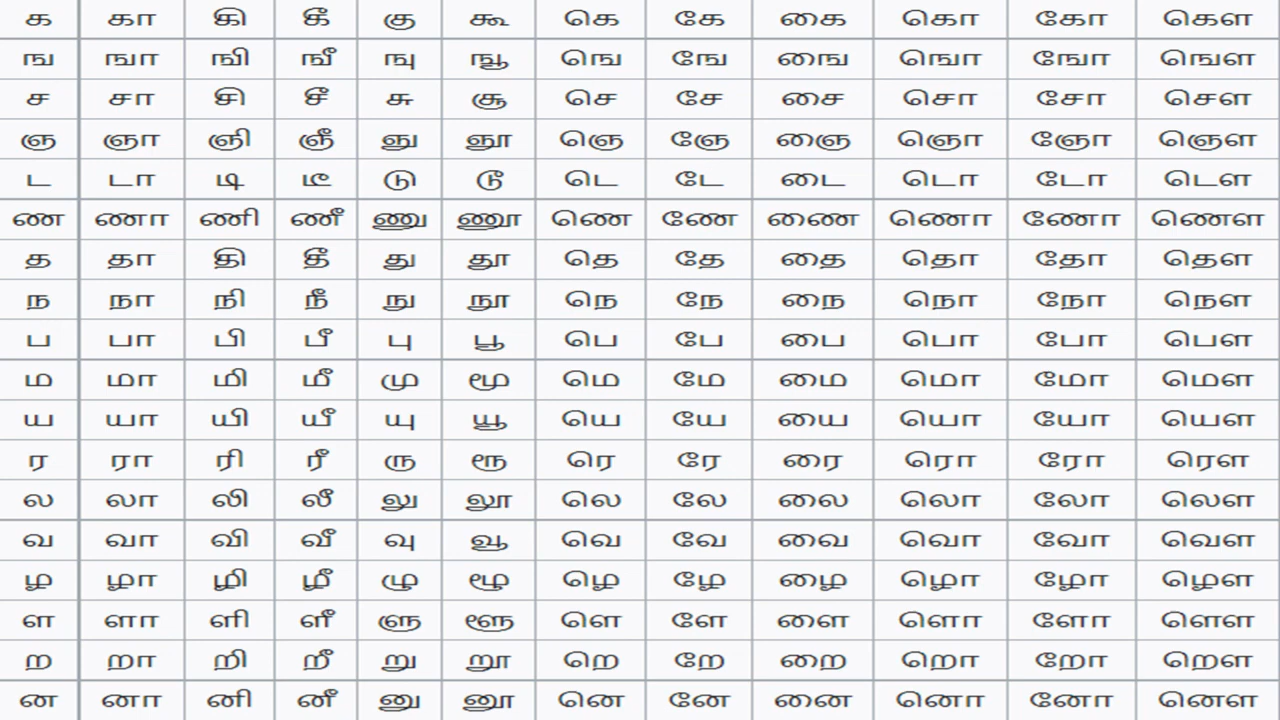 க கா கி கீ கு கூ கெ கே கை கொ கோ கௌ
ங ஙா ஙி ஙீ ஙு ஙூ ஙெ ஙே ஙை ஙொ ஙோ ஙௌ
ச சா சி சீ சு சூ செ சே சை சொ சோ சௌ
ஞ ஞா ஞி ஞீ ஞு ஞூ ஞெ ஞே ஞை ஞொ ஞோ ஞௌ
ட டா டி டீ டு டூ டெ டே டை டொ டோ டௌ
ண ணா ணி ணீ ணு ணூ ணெ ணே ணை ணொ ணோ ணௌ
த தா தி தீ து தூ தெ தே தை தொ தோ தௌ
ந நா நி நீ நு நூ நெ நே நை நொ நோ நௌ
ப பா பி பீ பு பூ பெ பே பை பொ போ பௌ
ம மா மி மீ மு மூ மெ மே மை மொ மோ மௌ
ய யா யி யீ யு யூ யெ யே யை யொ யோ யௌ
ர ரா ரி ரீ ரு ரூ ரெ ரே ரை ரொ ரோ ரௌ
ல லா லி லீ லு லூ லெ லே லை லொ லோ லௌ
வ வா வி வீ வு வூ வெ வே வை வொ வோ வௌ
ழ ழா ழி ழீ ழு ழூ ழெ ழே ழை ழொ ழோ ழௌ
ள ளா ளி ளீ ளு ளூ ளெ ளே ளை ளொ ளோ ளௌ
ற றா றி றீ று றூ றெ றே றை றொ றோ றௌ
ன னா னி னீ னு னூ னெ னே னை னொ னோ னௌ